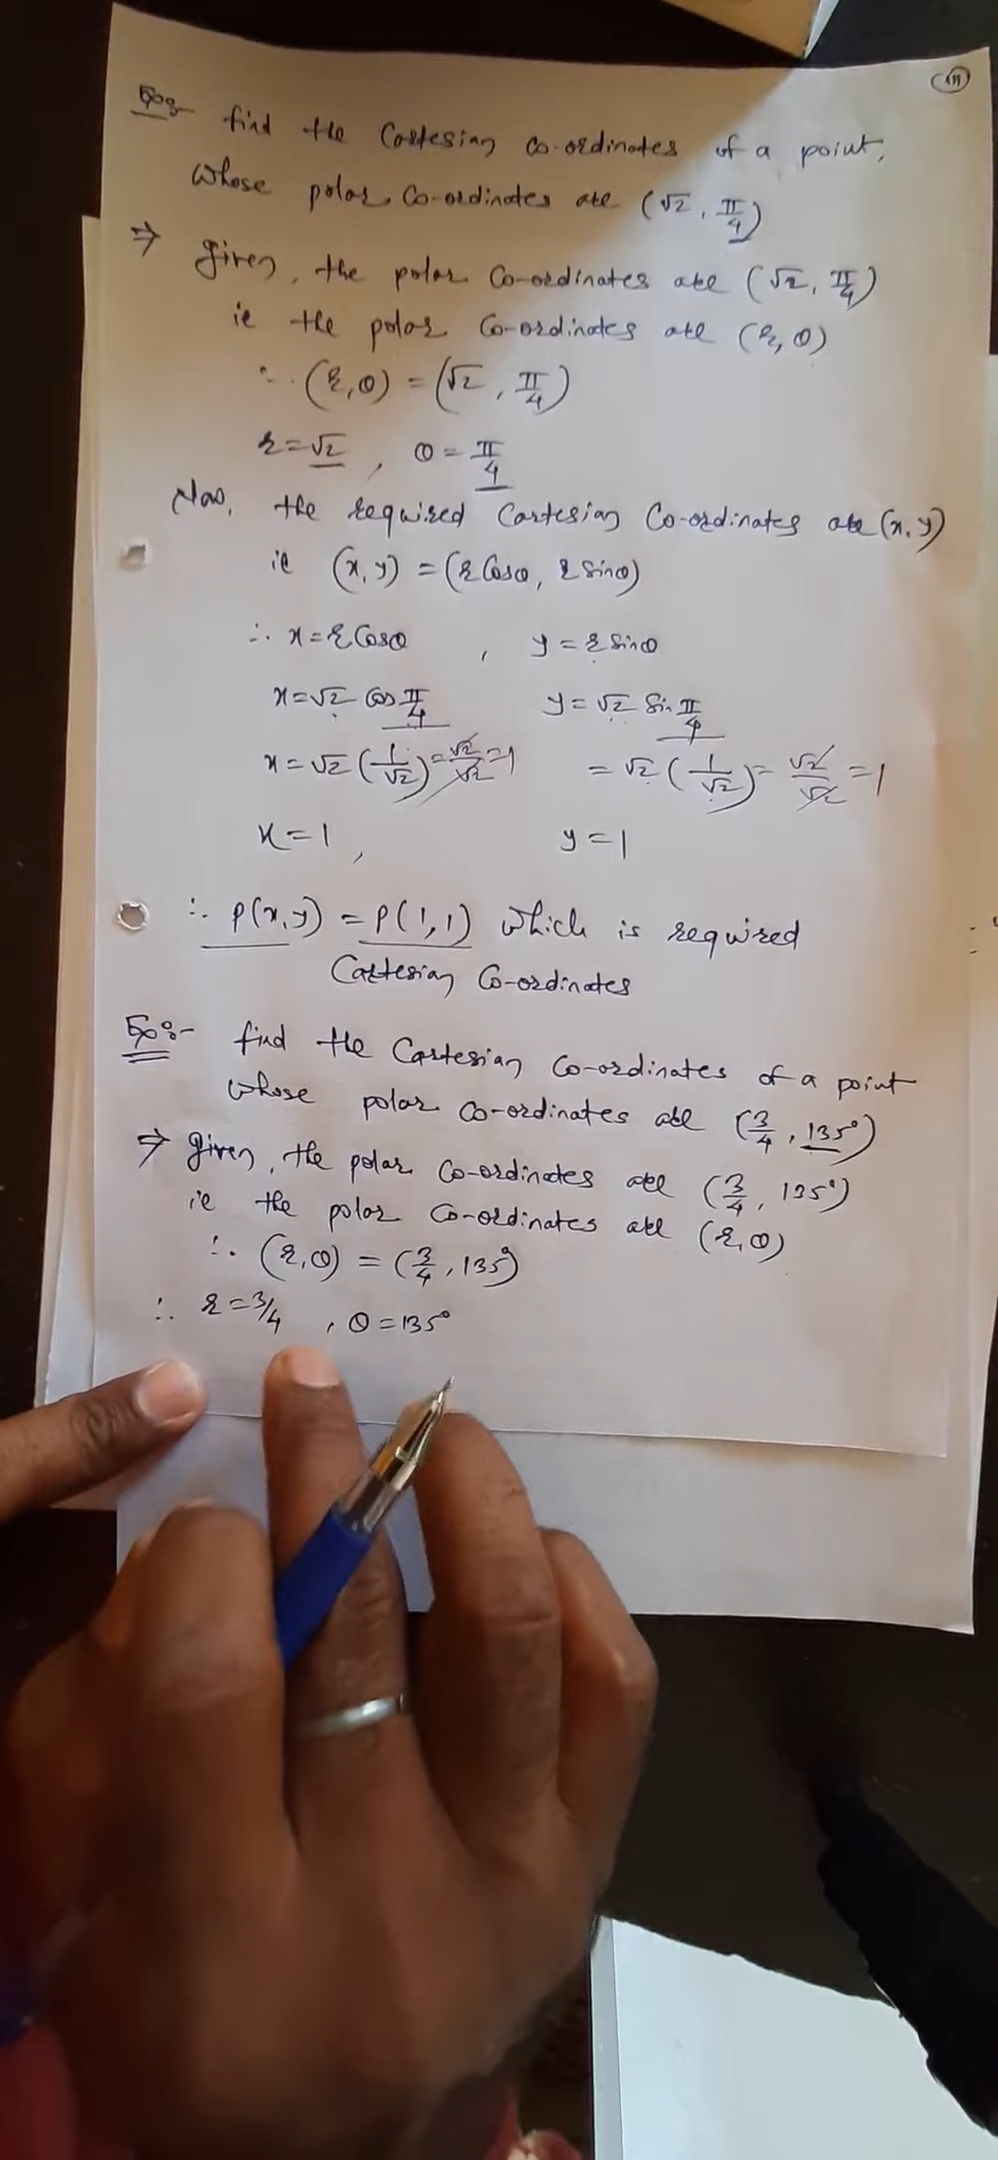 Ex:- find the Cartesian Co-ordinates of a point,
whose polar Co-ordinates are (√2, π/4)
⇒ given, the polar Co-ordinates are (√2, π/4)
ie the polar Co-ordinates are (r, θ)
∴ (r, θ) = (√2, π/4)
r = √2, θ = π/4
Now, the required Cartesian Co-ordinates are (x, y)
ie (x, y) = (r Cosθ, r Sinθ)
∴ x = r Cosθ, y = r Sinθ
x = √2 Cos π/4 y = √2 Sin π/4
x = √2 (1/√2) = √2/√2 = 1 = √2 (1/√2) = √2/√2 = 1
x = 1, y = 1
∴ P(x, y) = P(1, 1) which is required
Cartesian Co-ordinates
Ex:- find the Cartesian Co-ordinates of a point
whose polar Co-ordinates are (3/4, 135°)
⇒ given, the polar Co-ordinates are (3/4, 135°)
ie the polar Co-ordinates are (r, θ)
∴ (r, θ) = (3/4, 135°)
∴ r = 3/4, θ = 135°